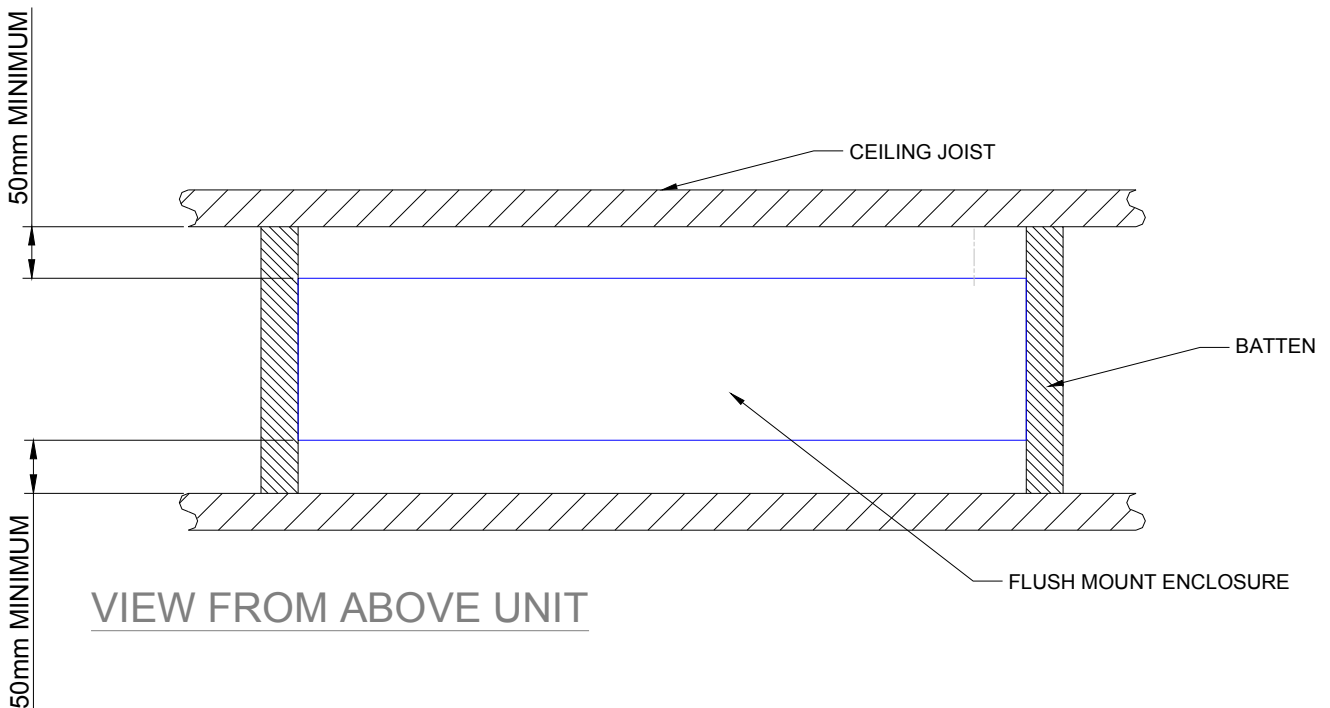 50mm MINIMUM
CEILING JOIST
BATTEN
FLUSH MOUNT ENCLOSURE
50mm MINIMUM
VIEW FROM ABOVE UNIT